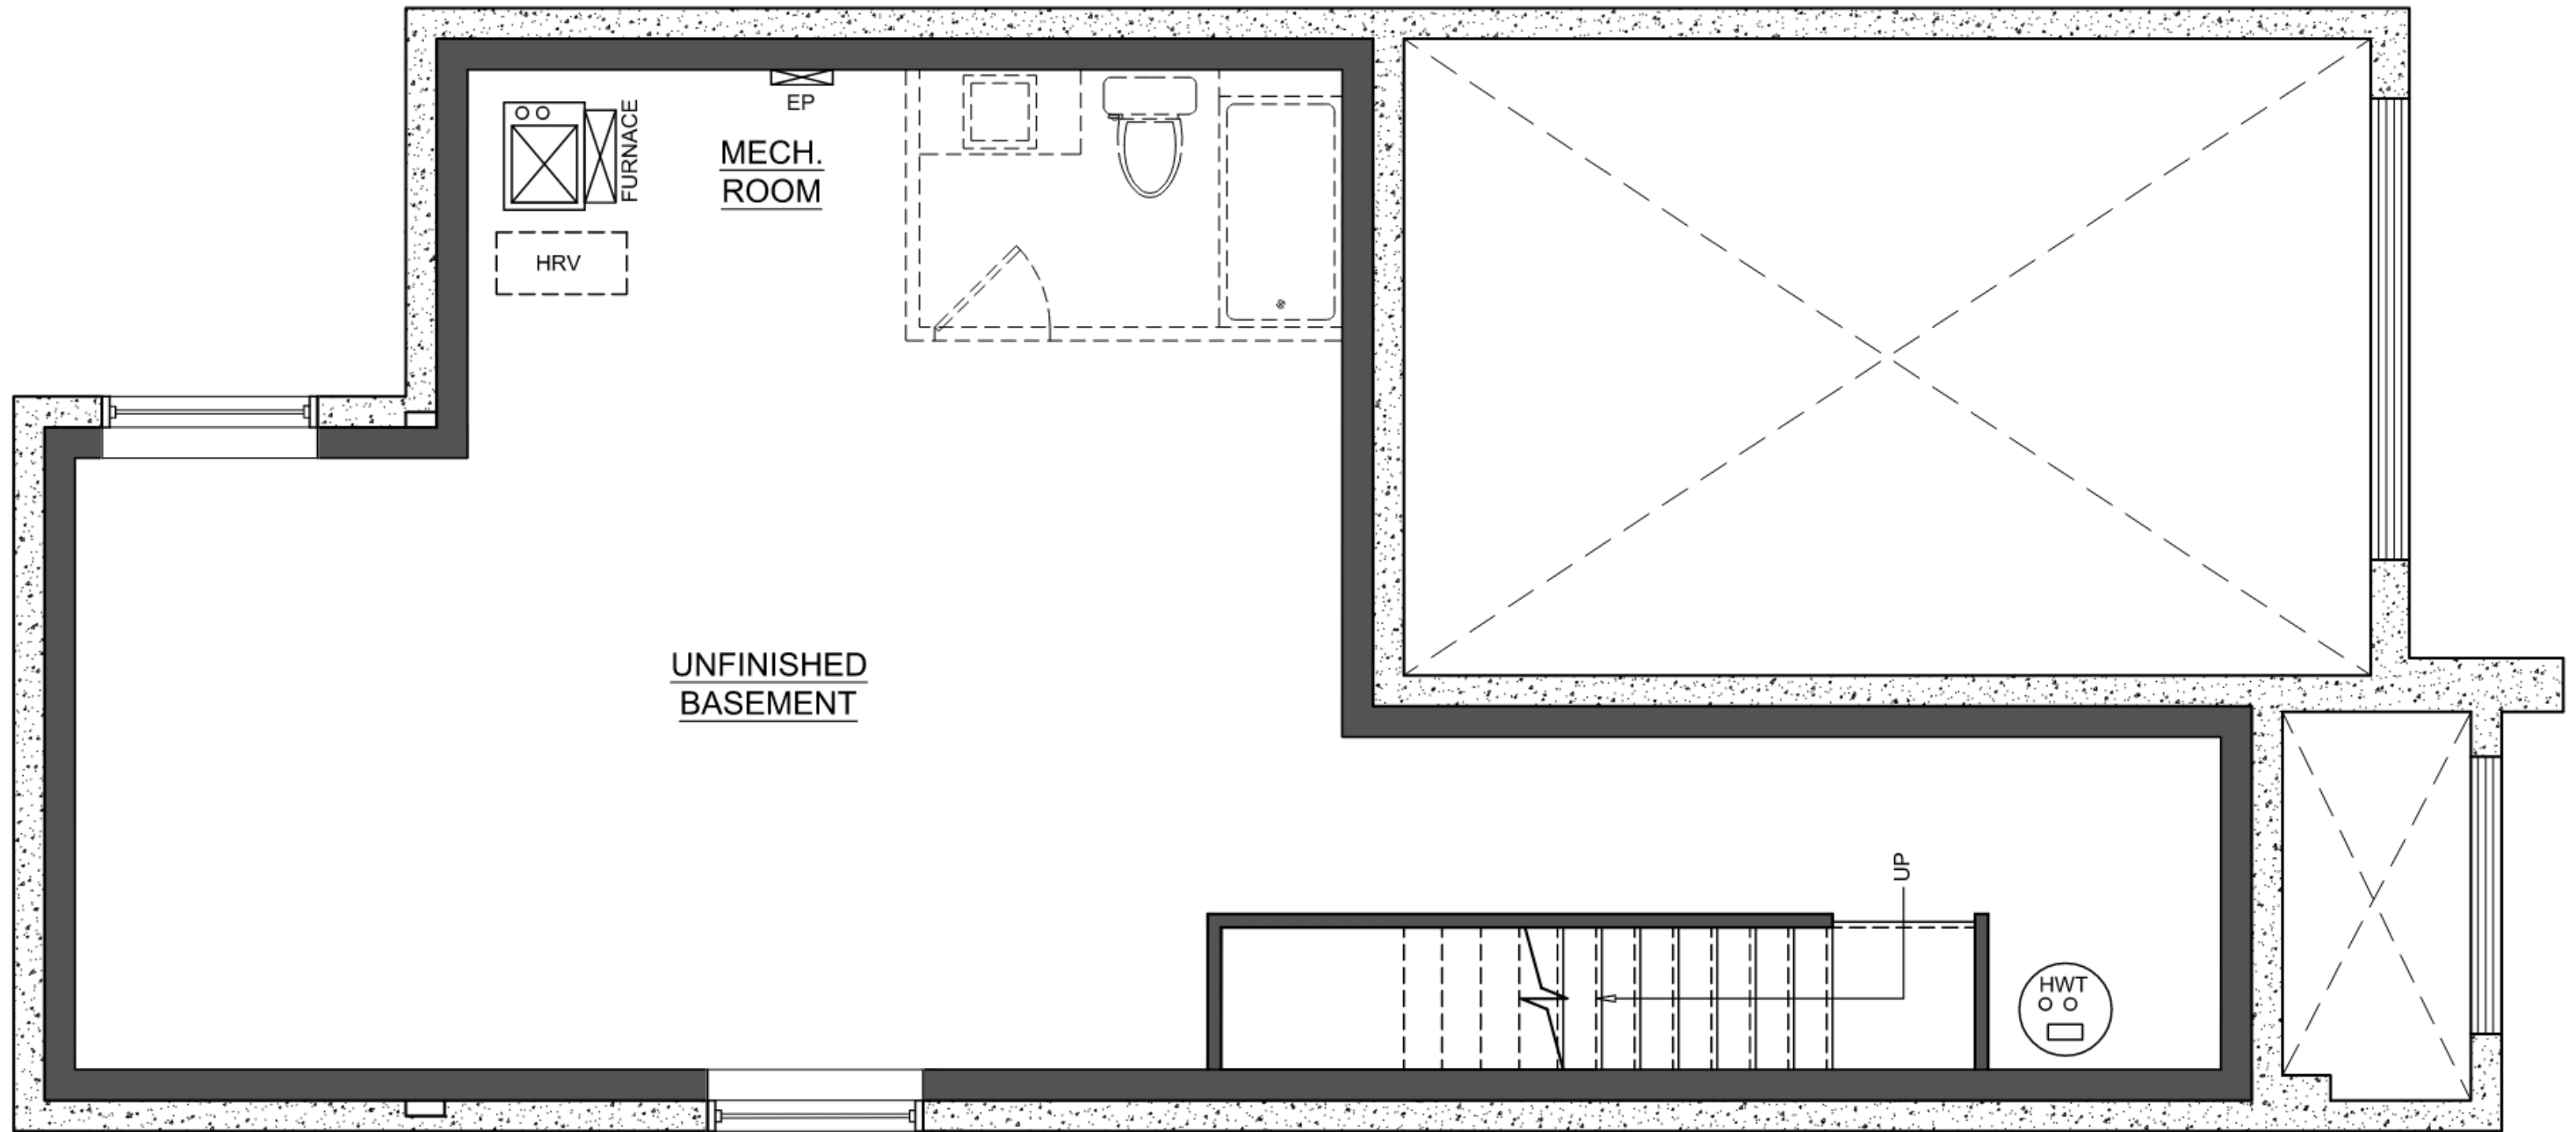 EP
FURNACE
MECH.
ROOM
HRV
UNFINISHED
BASEMENT
UP
HWT